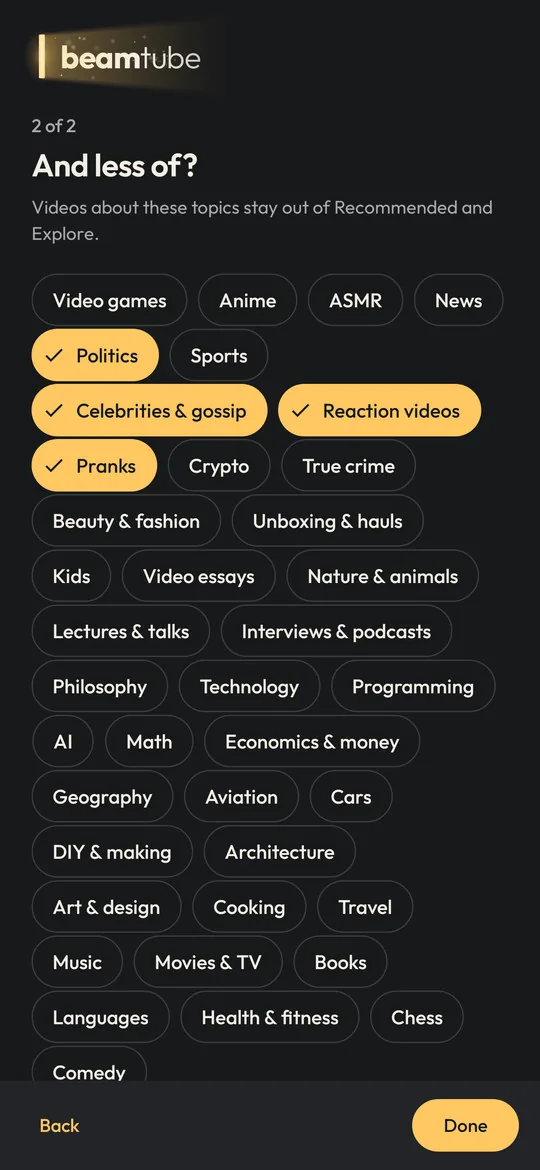 beamtube
2 of 2
And less of?
Videos about these topics stay out of Recommended and
Explore.
Video games Anime ASMR News
Politics Sports
Celebrities & gossip Reaction videos
Pranks Crypto True crime
Beauty & fashion Unboxing & hauls
Kids Video essays Nature & animals
Lectures & talks Interviews & podcasts
Philosophy Technology Programming
AI Math Economics & money
Geography Aviation Cars
DIY & making Architecture
Art & design Cooking Travel
Music Movies & TV Books
Languages Health & fitness Chess
Comedy
Back Done